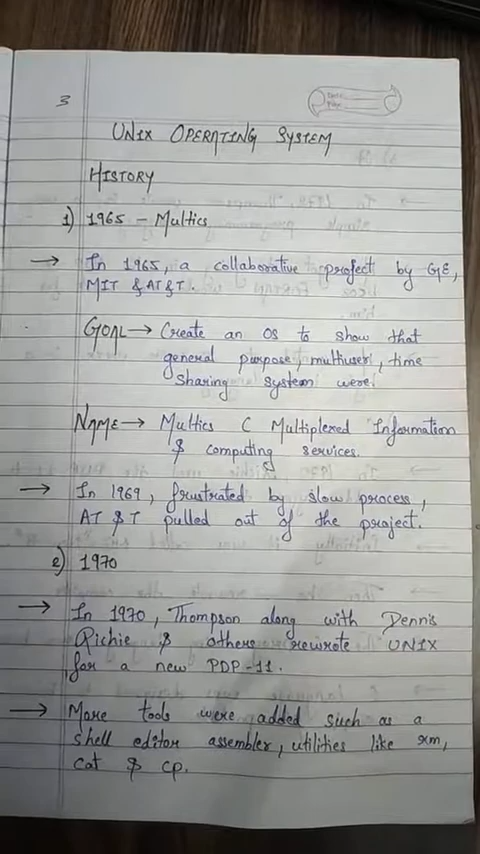 3
Date
Page
UNIX OPERATING SYSTEM
HISTORY
1) 1965 - Multics
→ In 1965, a collaborative project by GE,
MIT & AT&T.
GOAL → Create an OS to show that
general purpose, multiuser, time
sharing system were.
NAME → Multics ( Multiplexed Information
& computing services.
→ In 1969, frustrated by slow process,
AT & T pulled out of the project.
2) 1970
→ In 1970, Thompson along with Dennis
Richie & others rewrote UNIX
for a new PDP-11.
→ More tools were added such as a
shell editor assembler, utilities like rm,
cat & cp.